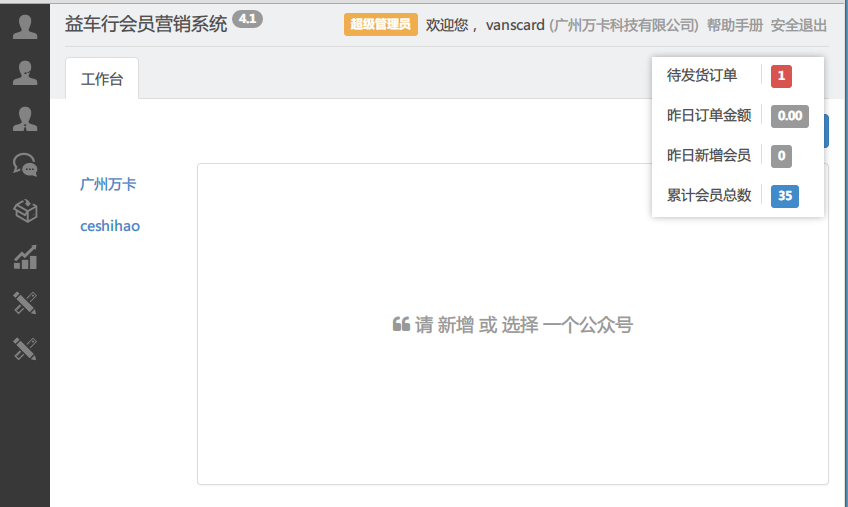 益车行会员营销系统 4.1
超级管理员 欢迎您 ，vanscard (广州万卡科技有限公司) 帮助手册 安全退出
工作台
待发货订单 1
昨日订单金额 0.00
昨日新增会员 0
累计会员总数 35
广州万卡
ceshihao
请 新增 或 选择 一个公众号